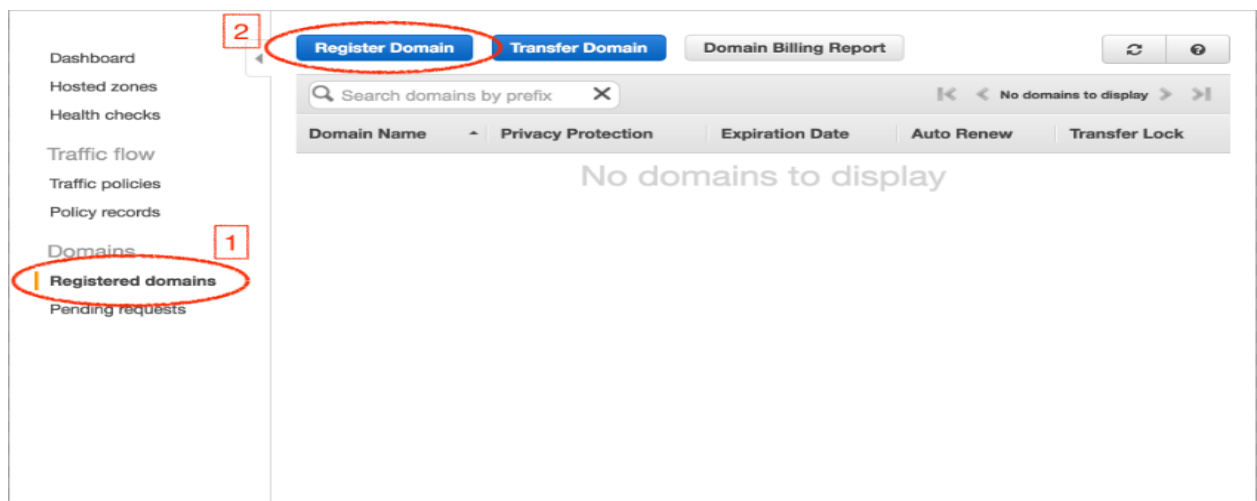 2
Register Domain Transfer Domain Domain Billing Report
Dashboard
Hosted zones
Health checks
Traffic flow
Traffic policies
Policy records
1
Domains
Registered domains
Pending requests
Search domains by prefix
No domains to display
Domain Name Privacy Protection Expiration Date Auto Renew Transfer Lock
No domains to display